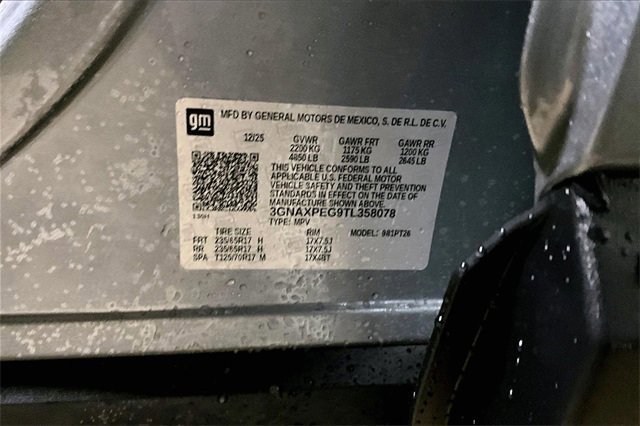 gm
MFD BY GENERAL MOTORS DE MEXICO, S. DE R.L. DE C.V.
12/25 GVWR GAWR FRT GAWR RR
2200 KG 1175 KG 1200 KG
4850 LB 2590 LB 2645 LB
THIS VEHICLE CONFORMS TO ALL
APPLICABLE U.S. FEDERAL MOTOR
VEHICLE SAFETY AND THEFT PREVENTION
STANDARDS IN EFFECT ON THE DATE OF
MANUFACTURE SHOWN ABOVE.
3GNAXPEG9TL358078
TYPE: MPV MODEL: 981PT26
TIRE SIZE RIM
FRT 235/65R17 H 17X7.5J
RR 235/65R17 H 17X7.5J
SPA T125/70R17 M 17X4BT